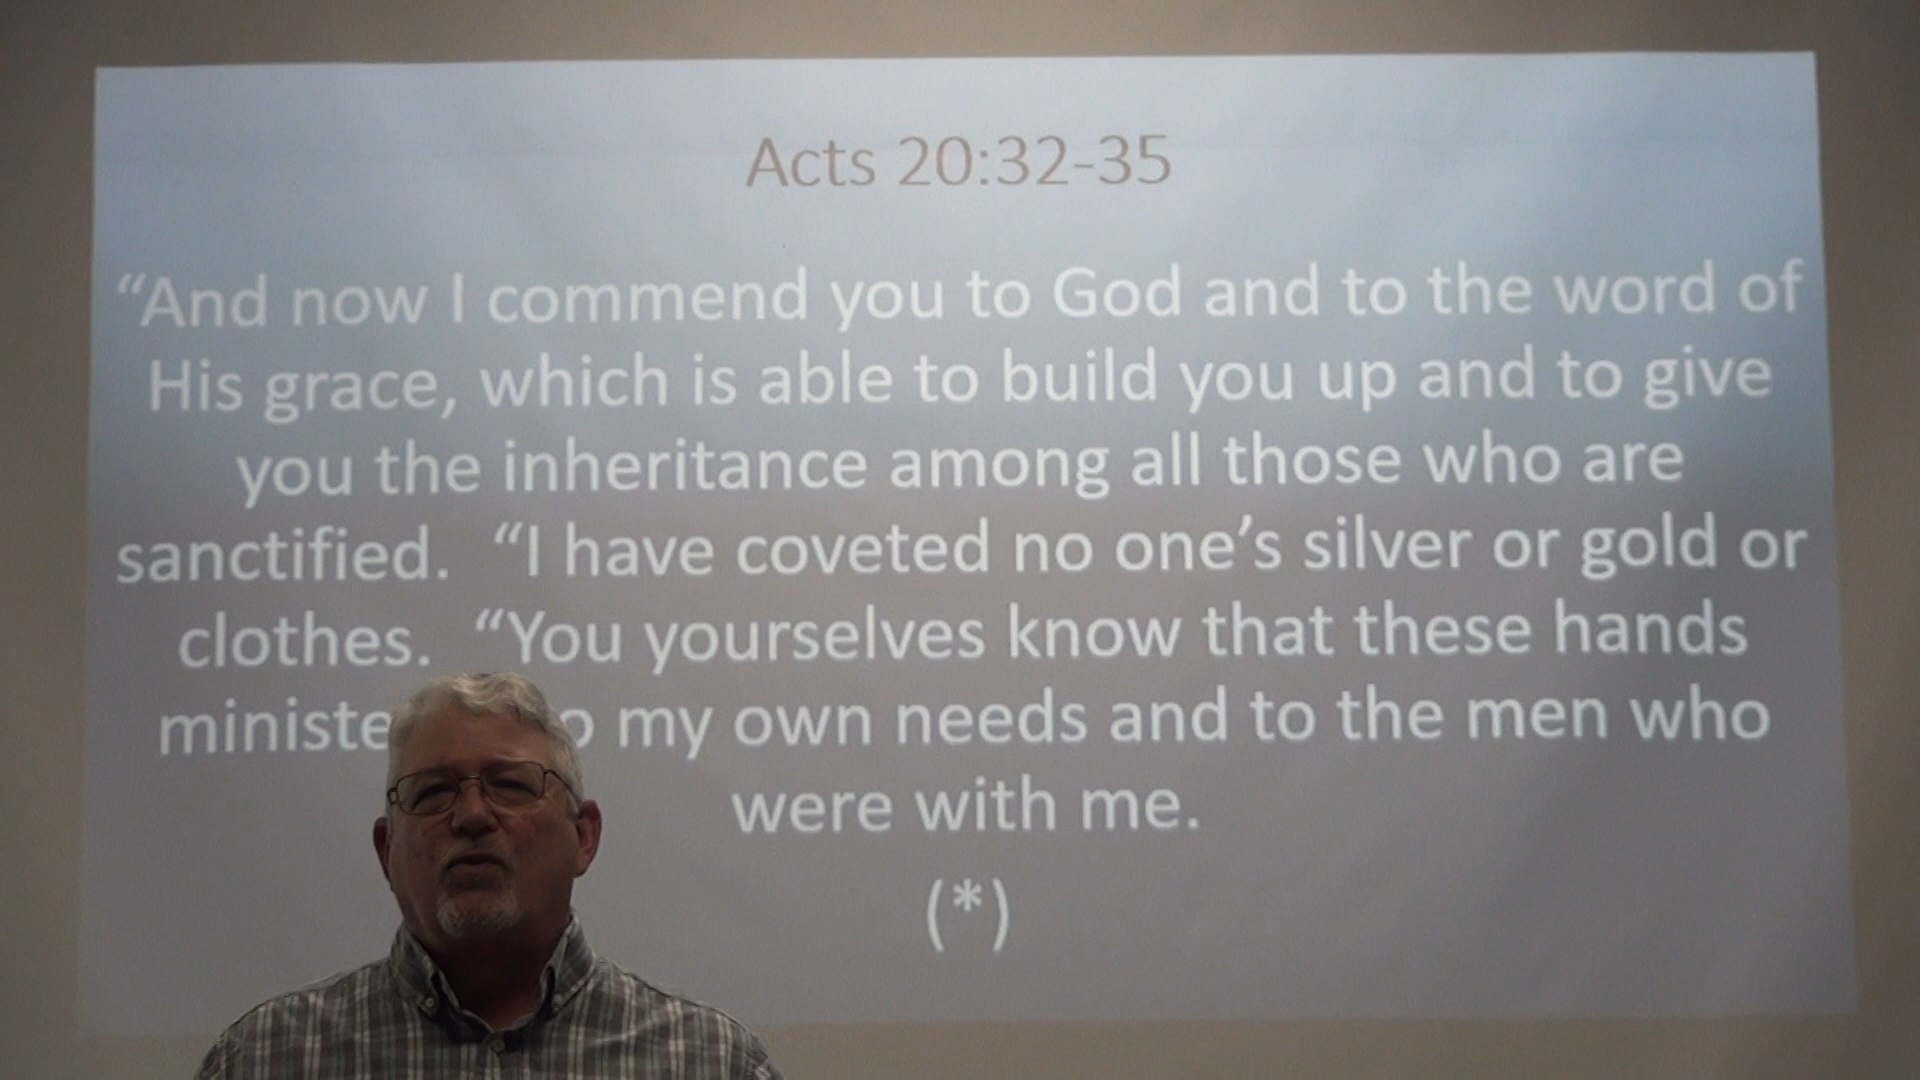 Acts 20:32-35
“And now I commend you to God and to the word of
His grace, which is able to build you up and to give
you the inheritance among all those who are
sanctified. “I have coveted no one’s silver or gold or
clothes. “You yourselves know that these hands
my own needs and to the men who
were with me.
(*)